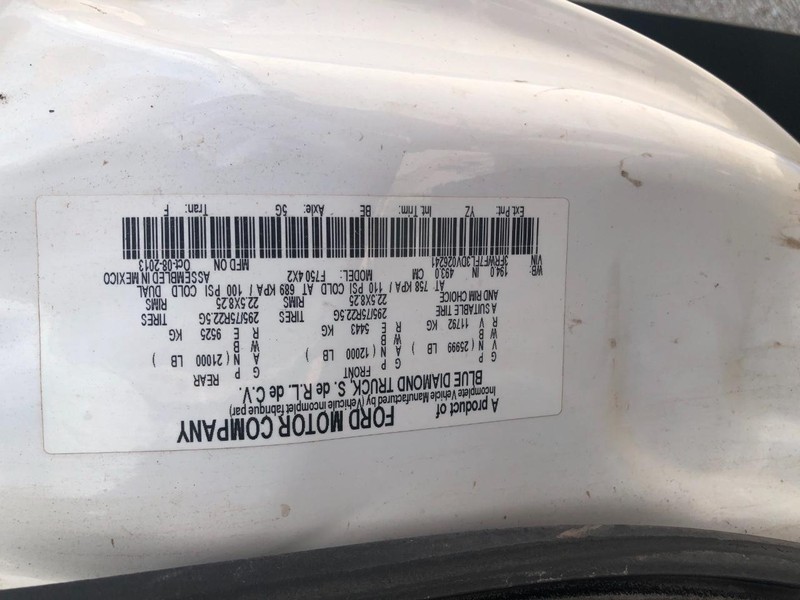 A product of
FORD MOTOR COMPANY
Incomplete Vehicle Manufactured by (Vehicule incomplet fabrique par)
BLUE DIAMOND TRUCK, S. de R.L. de C.V.
G P G P FRONT G P REAR
V N ( 25999 LB ) A N ( 12000 LB ) A N ( 21000 LB )
W B W B W B
R V 11792 KG R E 5443 KG R E 9525 KG
A SUITABLE TIRE 295/75R22.5G TIRES 295/75R22.5G TIRES
AND RIM CHOICE 22.5X8.25 RIMS 22.5X8.25 RIMS
AT 758 KPA / 110 PSI COLD AT 689 KPA / 100 PSI COLD DUAL
WB: 194.0 IN 493.0 CM MODEL: F750 4X2 ASSEMBLED IN MEXICO
VIN: 3FRWF7FL3DV026241 MFD ON Oct-08-2013
Ext. Pnt: YZ Int. Trim: BE Axle: 5G Tran: F